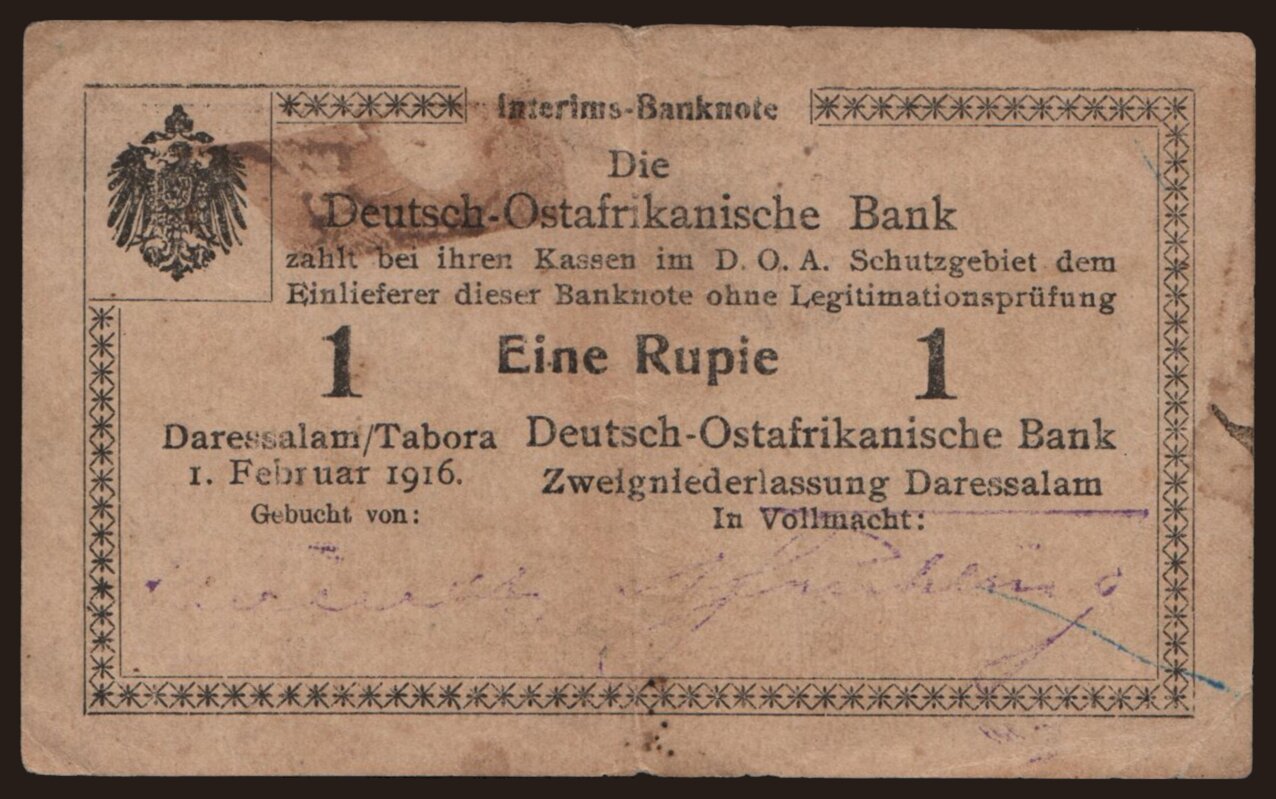 Interims-Banknote
Die
Deutsch-Ostafrikanische Bank
zahlt bei ihren Kassen im D. O. A. Schutzgebiet dem
Einlieferer dieser Banknote ohne Legitimationsprüfung
1 Eine Rupie 1
Daressalam/Tabora
1. Februar 1916.
Gebucht von:
Deutsch-Ostafrikanische Bank
Zweigniederlassung Daressalam
In Vollmacht: